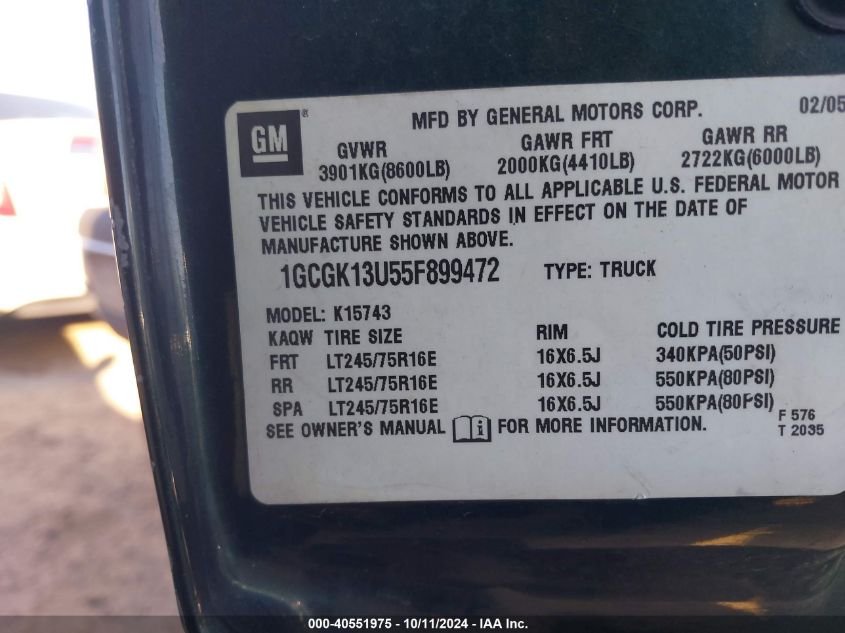 GM ®
MFD BY GENERAL MOTORS CORP. 02/05
GVWR GAWR FRT GAWR RR
3901KG(8600LB) 2000KG(4410LB) 2722KG(6000LB)
THIS VEHICLE CONFORMS TO ALL APPLICABLE U.S. FEDERAL MOTOR
VEHICLE SAFETY STANDARDS IN EFFECT ON THE DATE OF
MANUFACTURE SHOWN ABOVE.
1GCGK13U55F899472 TYPE: TRUCK
MODEL: K15743
KAQW TIRE SIZE RIM COLD TIRE PRESSURE
FRT LT245/75R16E 16X6.5J 340KPA(50PSI)
RR LT245/75R16E 16X6.5J 550KPA(80PSI)
SPA LT245/75R16E 16X6.5J 550KPA(80PSI)
SEE OWNER'S MANUAL i FOR MORE INFORMATION.
F 576
T 2035
000-40551975 - 10/11/2024 - IAA Inc.